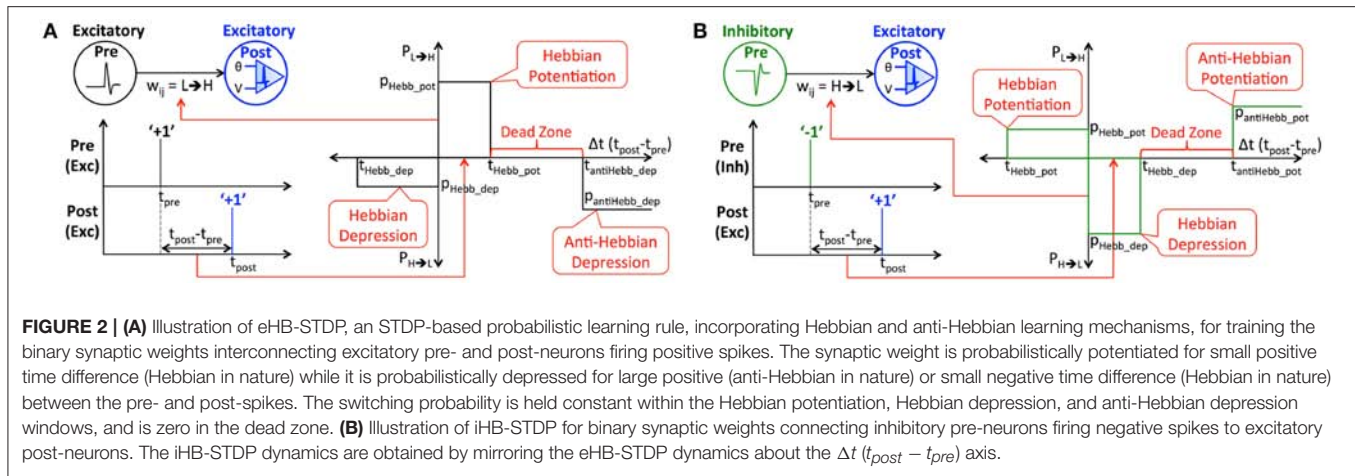 A
Excitatory
Pre
Excitatory
Post
θ
V
w_ij = L→H
Pre
(Exc)
'+1'
t_pre
Post
(Exc)
'+1'
t_post-t_pre
t_post
P_L→H
p_Hebb_pot
Hebbian
Potentiation
Dead Zone
Δt (t_post-t_pre)
t_Hebb_dep
t_Hebb_pot
t_antiHebb_dep
p_Hebb_dep
p_antiHebb_dep
Hebbian
Depression
Anti-Hebbian
Depression
P_H→L
B
Inhibitory
Pre
Excitatory
Post
θ
V
w_ij = H→L
Pre
(Inh)
'-1'
t_pre
Post
(Exc)
'+1'
t_post-t_pre
t_post
P_L→H
Hebbian
Potentiation
Anti-Hebbian
Potentiation
p_Hebb_pot
p_antiHebb_pot
Dead Zone
Δt (t_post-t_pre)
t_Hebb_pot
t_Hebb_dep
t_antiHebb_pot
p_Hebb_dep
Hebbian
Depression
P_H→L
FIGURE 2 | (A) Illustration of eHB-STDP, an STDP-based probabilistic learning rule, incorporating Hebbian and anti-Hebbian learning mechanisms, for training the
binary synaptic weights interconnecting excitatory pre- and post-neurons firing positive spikes. The synaptic weight is probabilistically potentiated for small positive
time difference (Hebbian in nature) while it is probabilistically depressed for large positive (anti-Hebbian in nature) or small negative time difference (Hebbian in nature)
between the pre- and post-spikes. The switching probability is held constant within the Hebbian potentiation, Hebbian depression, and anti-Hebbian depression
windows, and is zero in the dead zone. (B) Illustration of iHB-STDP for binary synaptic weights connecting inhibitory pre-neurons firing negative spikes to excitatory
post-neurons. The iHB-STDP dynamics are obtained by mirroring the eHB-STDP dynamics about the Δt (t_post − t_pre) axis.